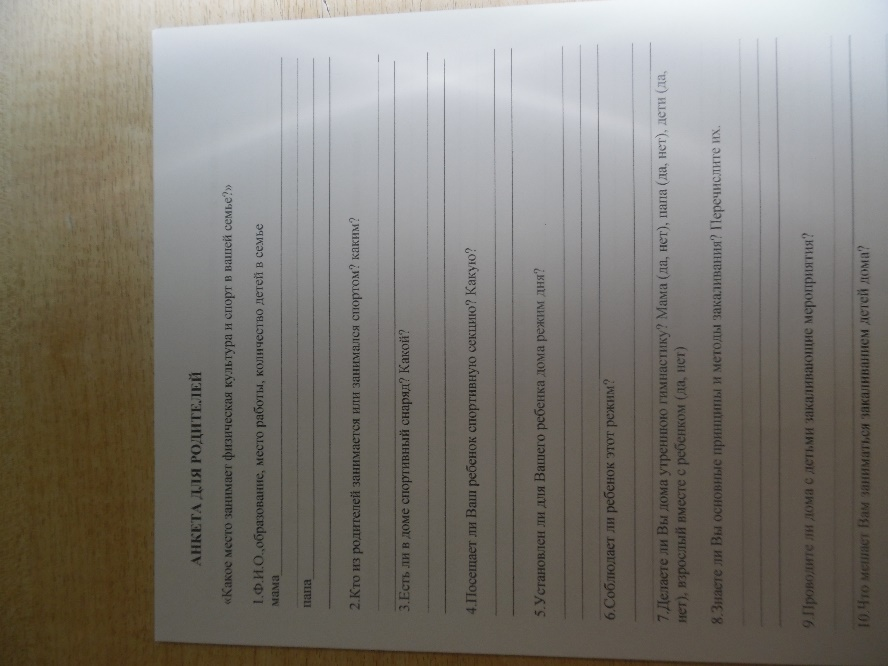 АНКЕТА ДЛЯ РОДИТЕЛЕЙ
«Какое место занимает физическая культура и спорт в вашей семье?»
1.Ф.И.О.,образование, место работы, количество детей в семье
мама
папа
2.Кто из родителей занимается или занимался спортом? каким?
3.Есть ли в доме спортивный снаряд? Какой?
4.Посещает ли Ваш ребенок спортивную секцию? Какую?
5.Установлен ли для Вашего ребенка дома режим дня?
6.Соблюдает ли ребенок этот режим?
7.Делаете ли Вы дома утреннюю гимнастику? Мама (да, нет), папа (да, нет), дети (да,
нет), взрослый вместе с ребенком (да, нет)
8.Знаете ли Вы основные принципы и методы закаливания? Перечислите их.
9.Проводите ли дома с детьми закаливающие мероприятия?
10.Что мешает Вам заниматься закаливанием детей дома?